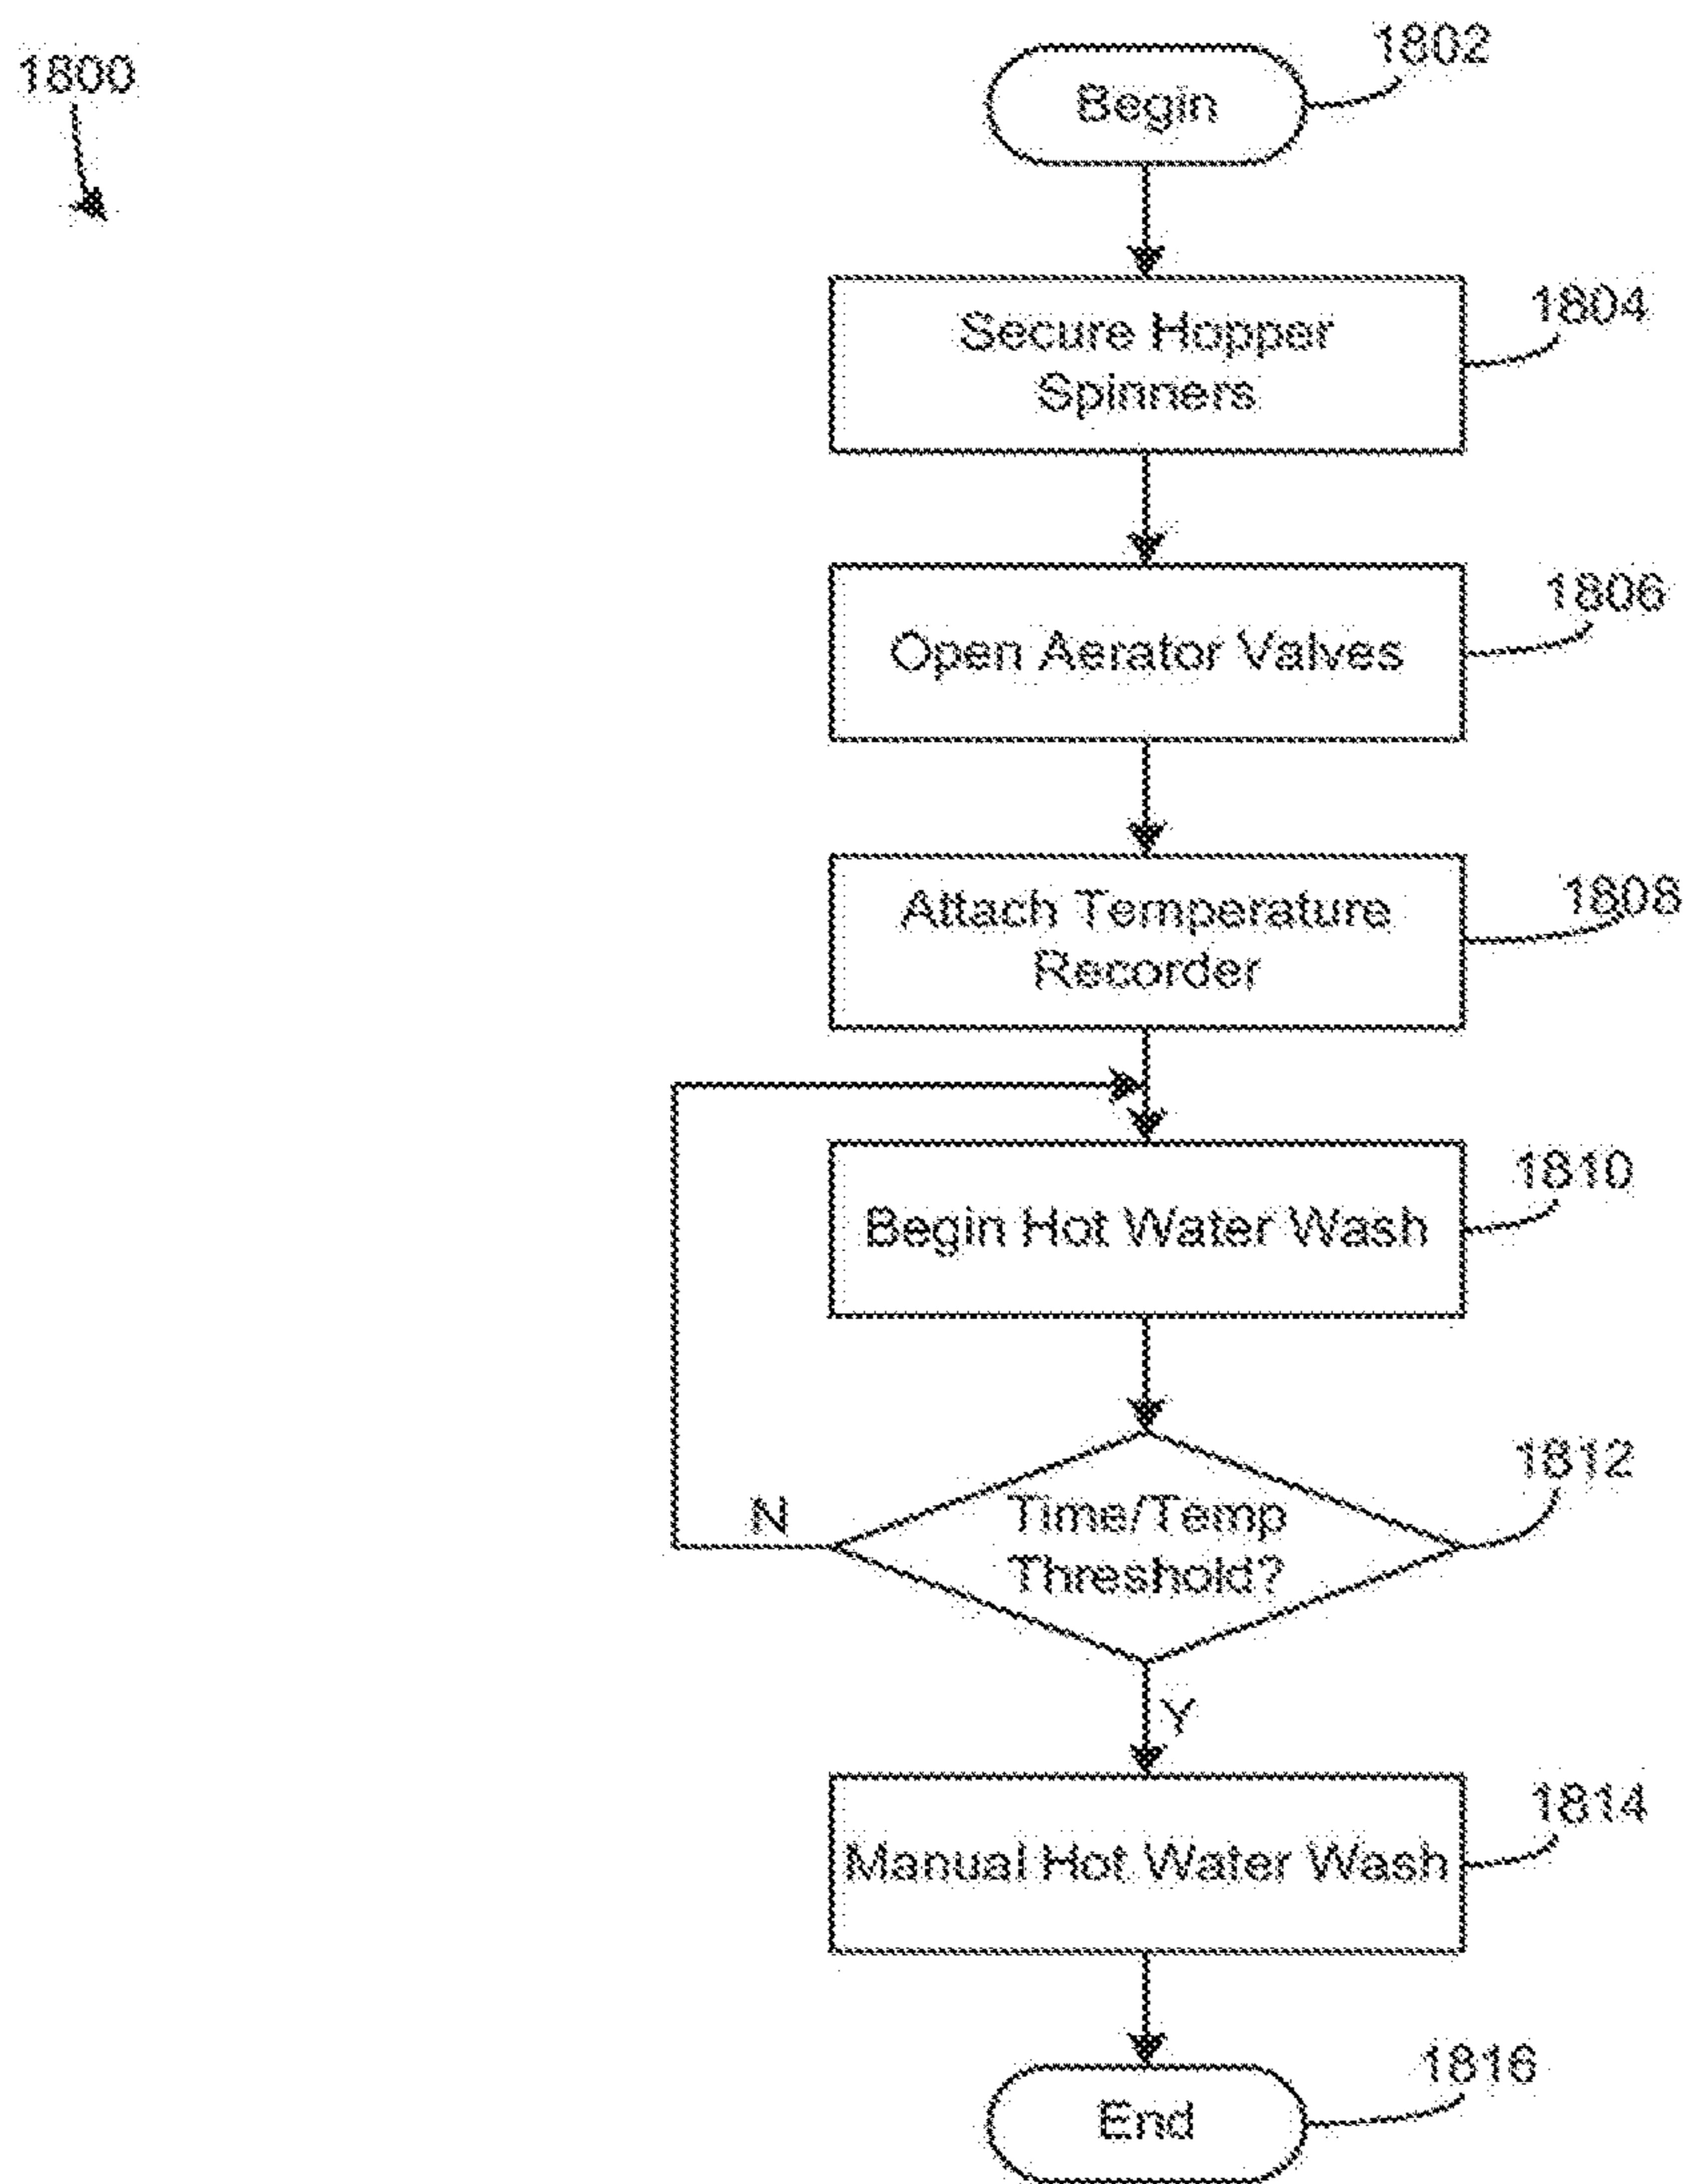 1800
1802
Begin
1804
Secure Hopper
Spinners
1806
Open Aerator Valves
1808
Attach Temperature
Recorder
1810
Begin Hot Water Wash
1812
N
Time/Temp
Threshold?
Y
1814
Manual Hot Water Wash
1816
End